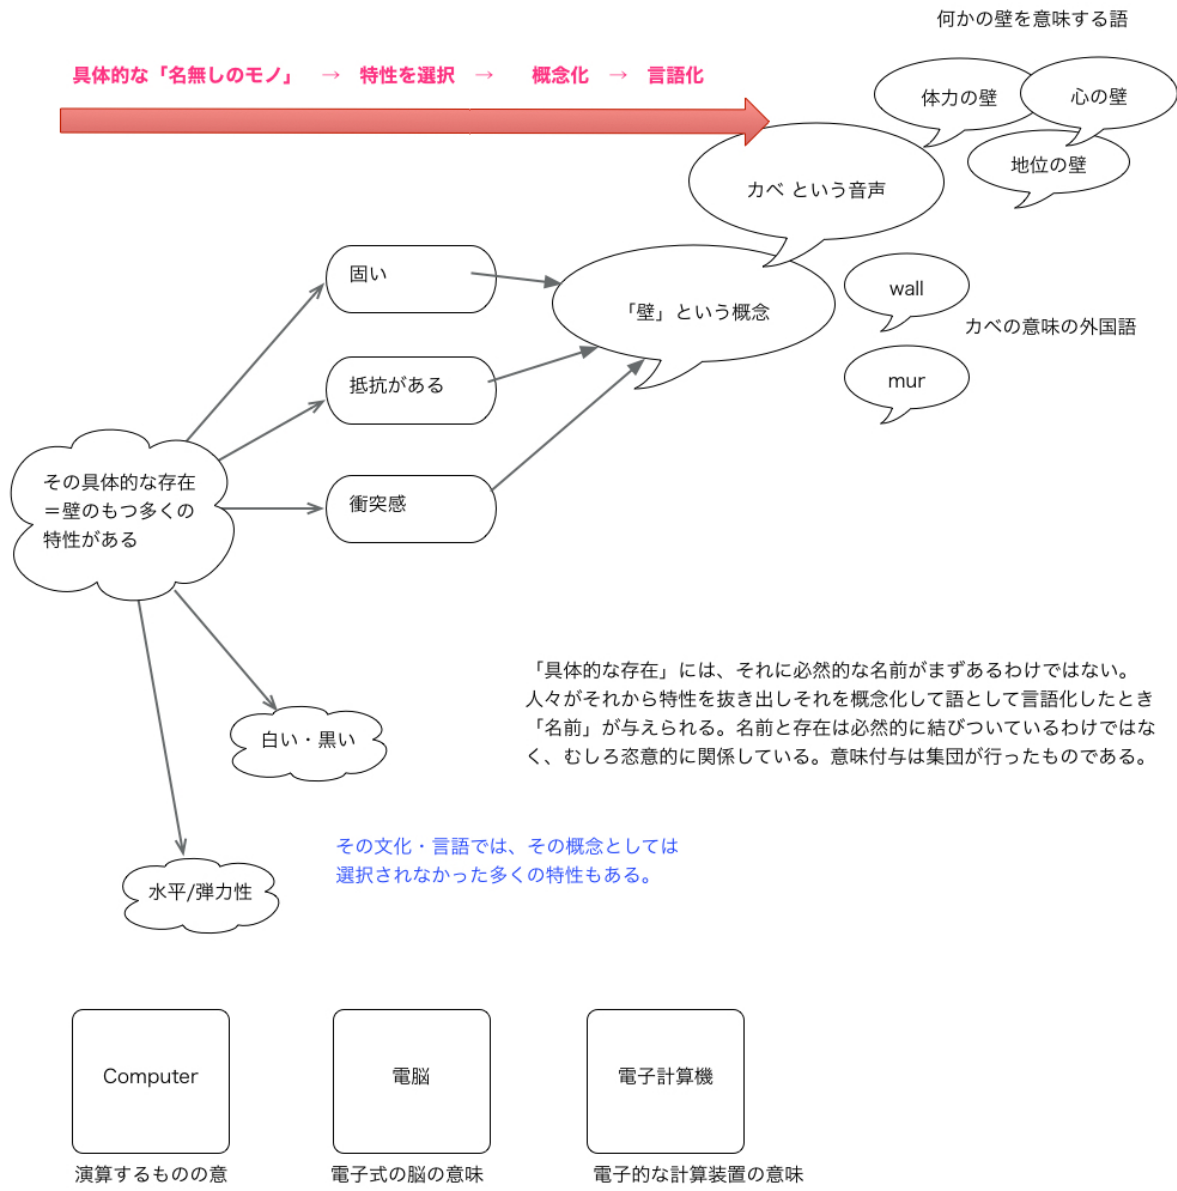 何かの壁を意味する語
具体的な「名無しのモノ」 → 特性を選択 → 概念化 → 言語化
体力の壁
心の壁
地位の壁
カベ という音声
固い
「壁」という概念
wall
カベの意味の外国語
mur
抵抗がある
その具体的な存在
＝壁のもつ多くの
特性がある
衝突感
「具体的な存在」には、それに必然的な名前がまずあるわけではない。
人々がそれから特性を抜き出しそれを概念化して語として言語化したとき
「名前」が与えられる。名前と存在は必然的に結びついているわけではな
く、むしろ恣意的に関係している。意味付与は集団が行ったものである。
白い・黒い
その文化・言語では、その概念としては
選択されなかった多くの特性もある。
水平/弾力性
Computer
電脳
電子計算機
演算するものの意
電子式の脳の意味
電子的な計算装置の意味